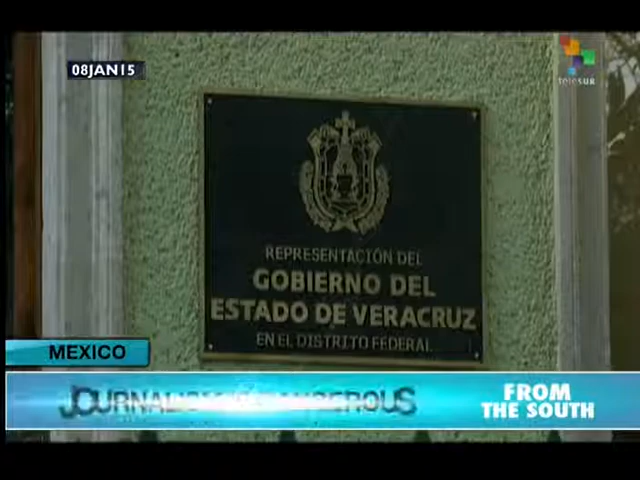 08JAN15
teleSUR
REPRESENTACIÓN DEL
GOBIERNO DEL
ESTADO DE VERACRUZ
EN EL DISTRITO FEDERAL
MEXICO
FROM
THE SOUTH